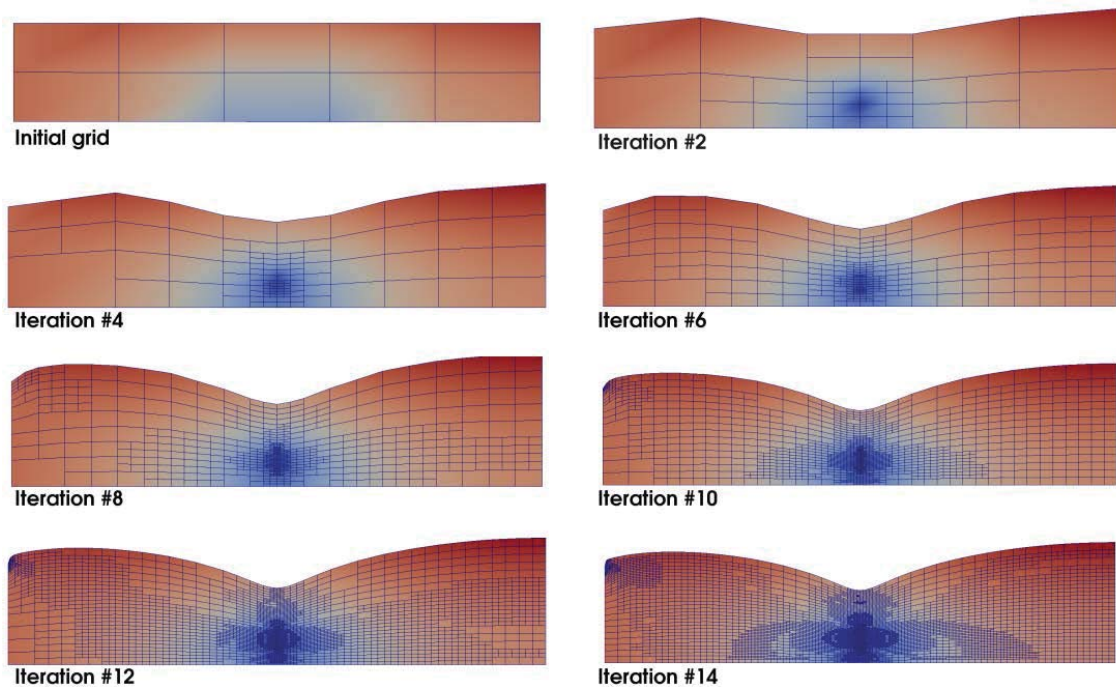 Initial grid
Iteration #2
Iteration #4
Iteration #6
Iteration #8
Iteration #10
Iteration #12
Iteration #14